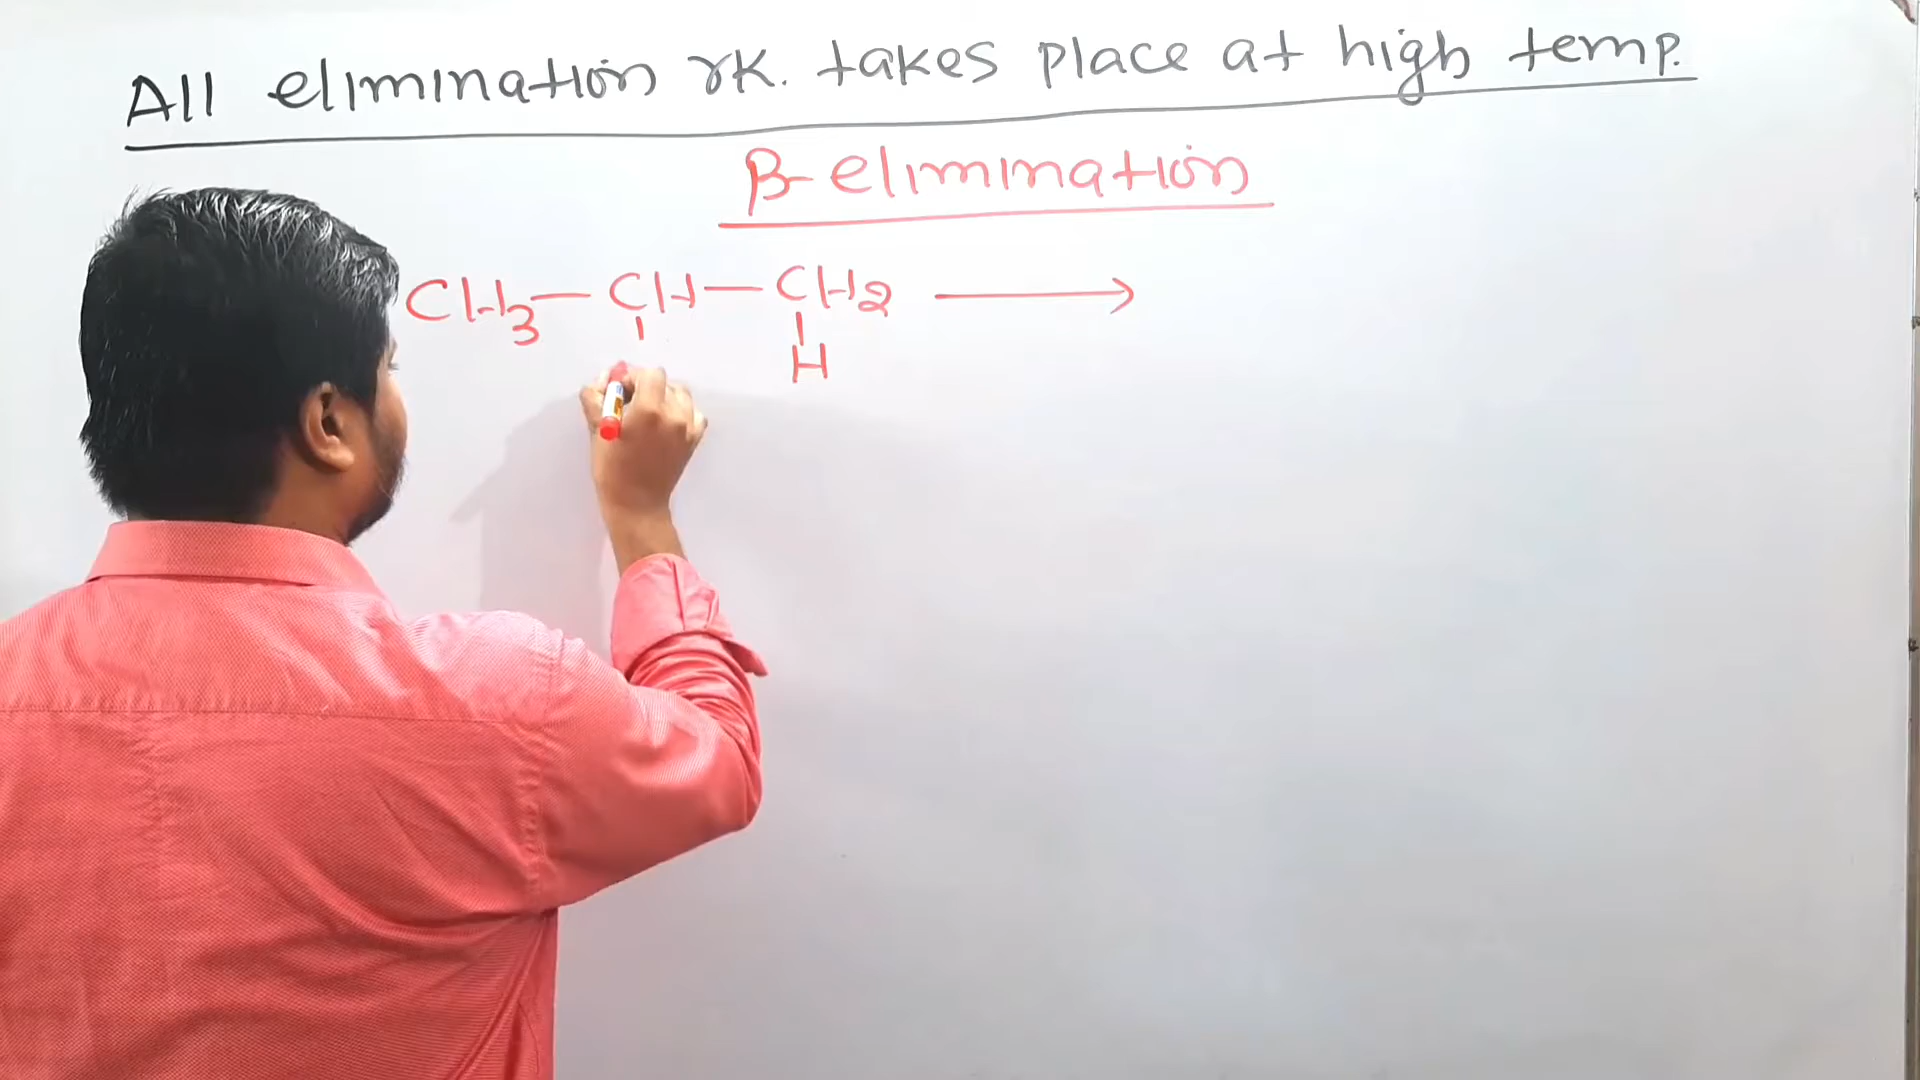 All elimination rk. takes place at high temp.
β-elimination
CH3—CH—CH2 ⟶
H